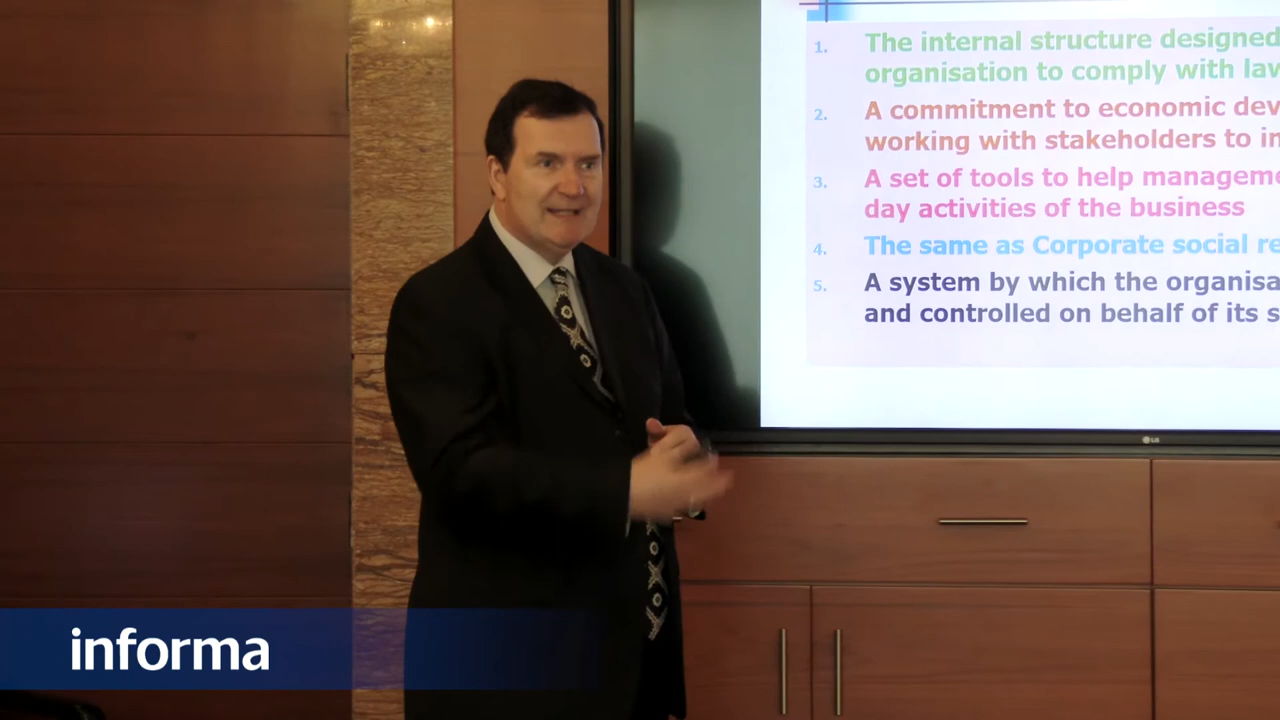 1. The internal structure designed
organisation to comply with law
2. A commitment to economic dev
working with stakeholders to in
3. A set of tools to help manageme
day activities of the business
4. The same as Corporate social re
5. A system by which the organisa
and controlled on behalf of its s
LG
informa